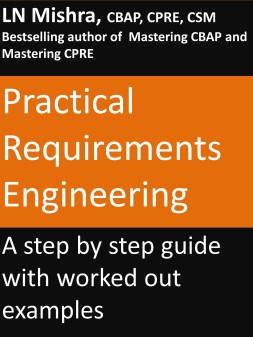 LN Mishra, CBAP, CPRE, CSM
Bestselling author of Mastering CBAP and
Mastering CPRE
Practical
Requirements
Engineering
A step by step guide
with worked out
examples